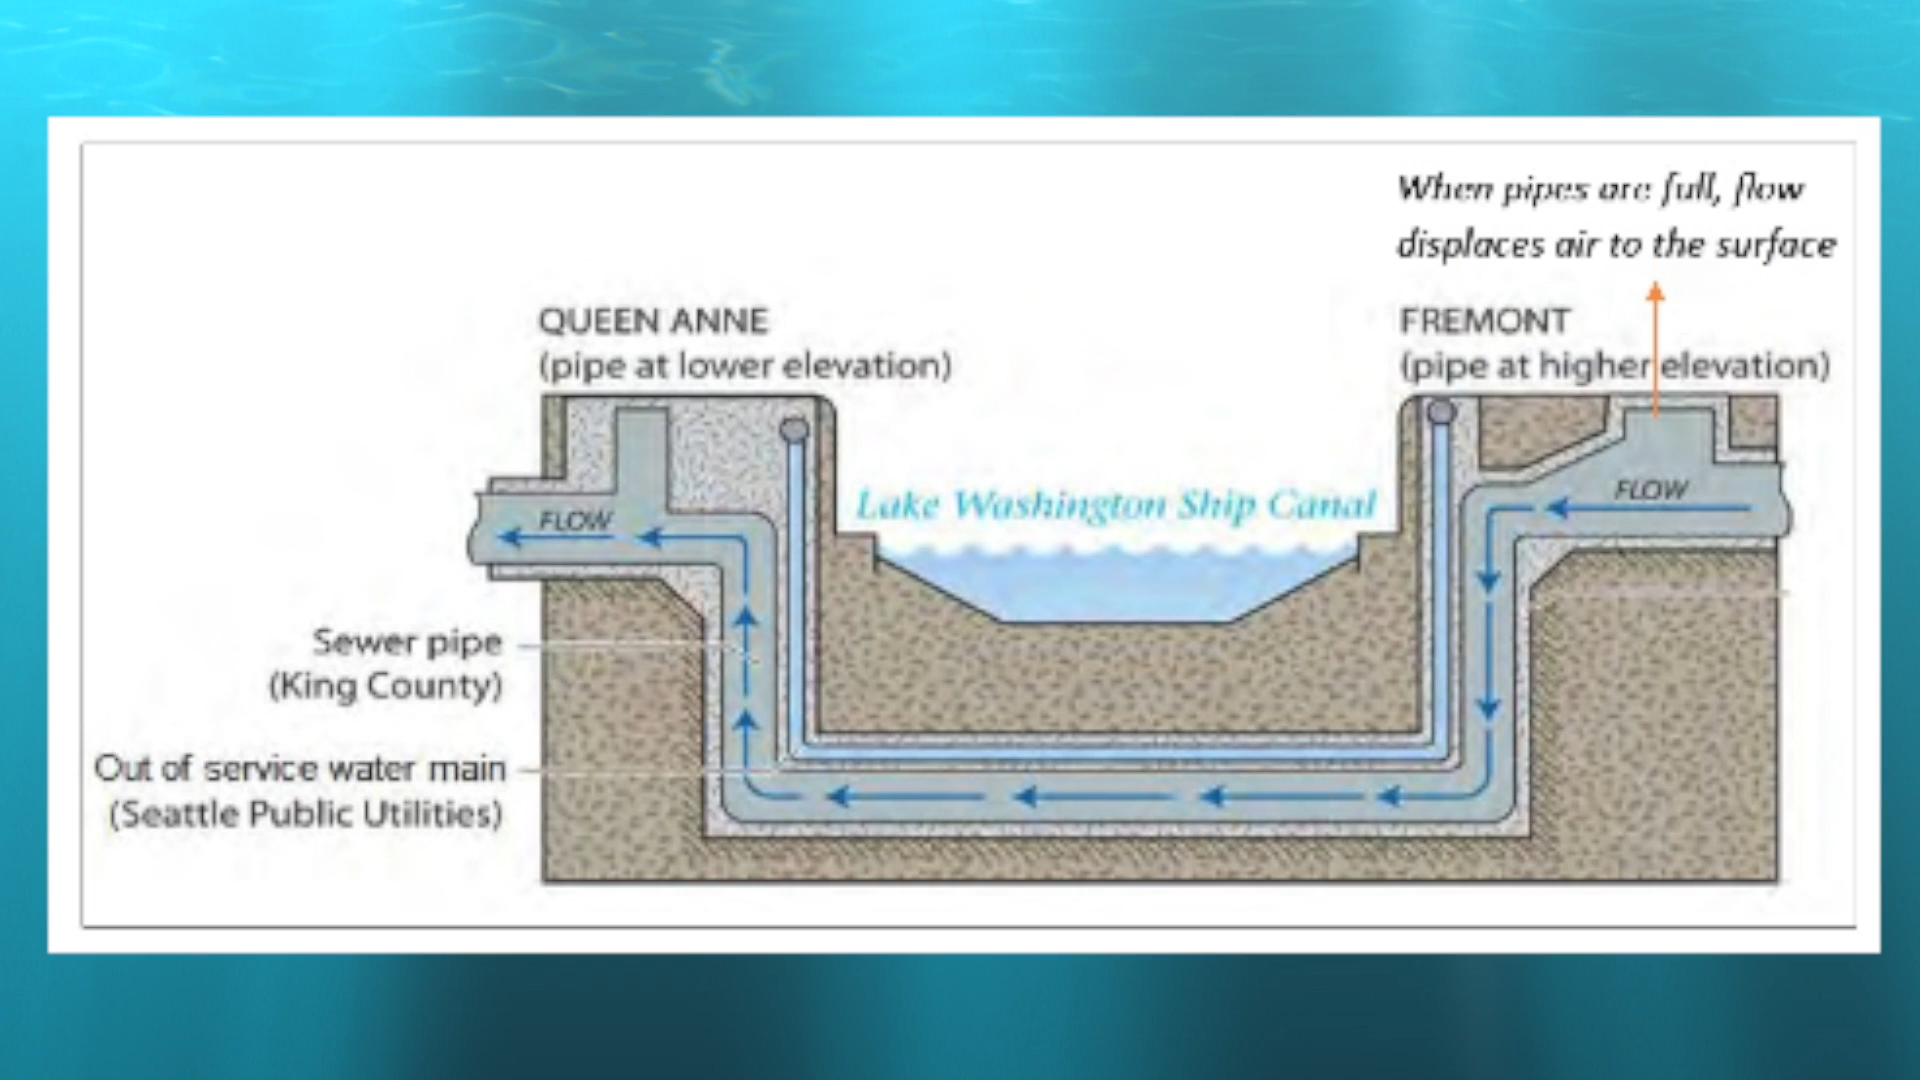 When pipes are full, flow
displaces air to the surface
QUEEN ANNE
(pipe at lower elevation)
FREMONT
(pipe at higher elevation)
Lake Washington Ship Canal
FLOW
FLOW
Sewer pipe
(King County)
Out of service water main
(Seattle Public Utilities)